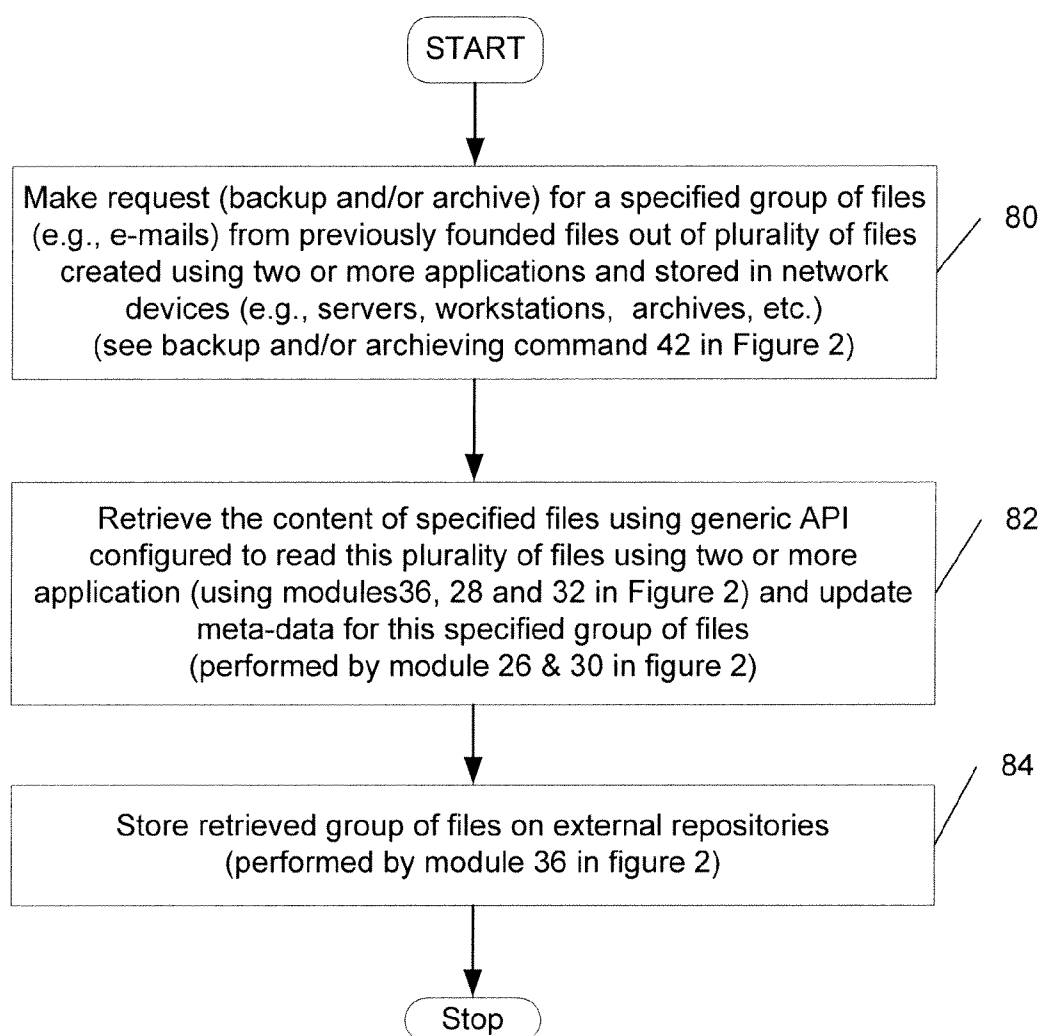 START
Make request (backup and/or archive) for a specified group of files
(e.g., e-mails) from previously founded files out of plurality of files
created using two or more applications and stored in network
devices (e.g., servers, workstations, archives, etc.)
(see backup and/or archieving command 42 in Figure 2)
80
Retrieve the content of specified files using generic API
configured to read this plurality of files using two or more
application (using modules36, 28 and 32 in Figure 2) and update
meta-data for this specified group of files
(performed by module 26 & 30 in figure 2)
82
Store retrieved group of files on external repositories
(performed by module 36 in figure 2)
84
Stop